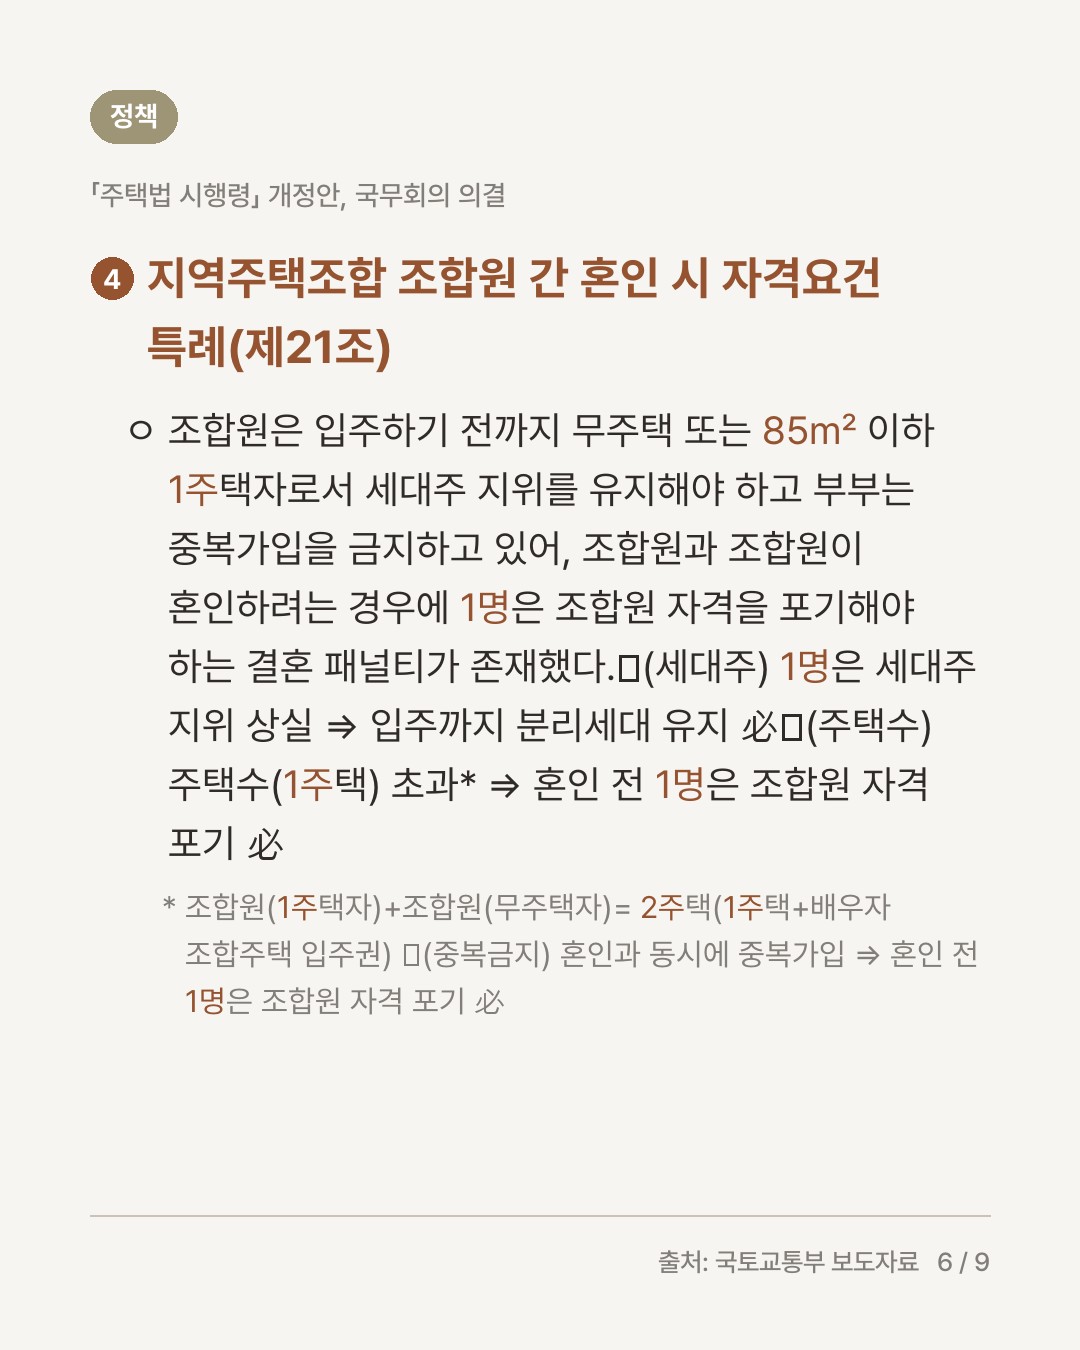 정책
「주택법 시행령」 개정안, 국무회의 의결
❹ 지역주택조합 조합원 간 혼인 시 자격요건
특례(제21조)
ㅇ 조합원은 입주하기 전까지 무주택 또는 85m² 이하
1주택자로서 세대주 지위를 유지해야 하고 부부는
중복가입을 금지하고 있어, 조합원과 조합원이
혼인하려는 경우에 1명은 조합원 자격을 포기해야
하는 결혼 패널티가 존재했다.▯(세대주) 1명은 세대주
지위 상실 ⇒ 입주까지 분리세대 유지 必▯(주택수)
주택수(1주택) 초과* ⇒ 혼인 전 1명은 조합원 자격
포기 必
* 조합원(1주택자)+조합원(무주택자)= 2주택(1주택+배우자
조합주택 입주권) ▯(중복금지) 혼인과 동시에 중복가입 ⇒ 혼인 전
1명은 조합원 자격 포기 必
출처: 국토교통부 보도자료 6 / 9